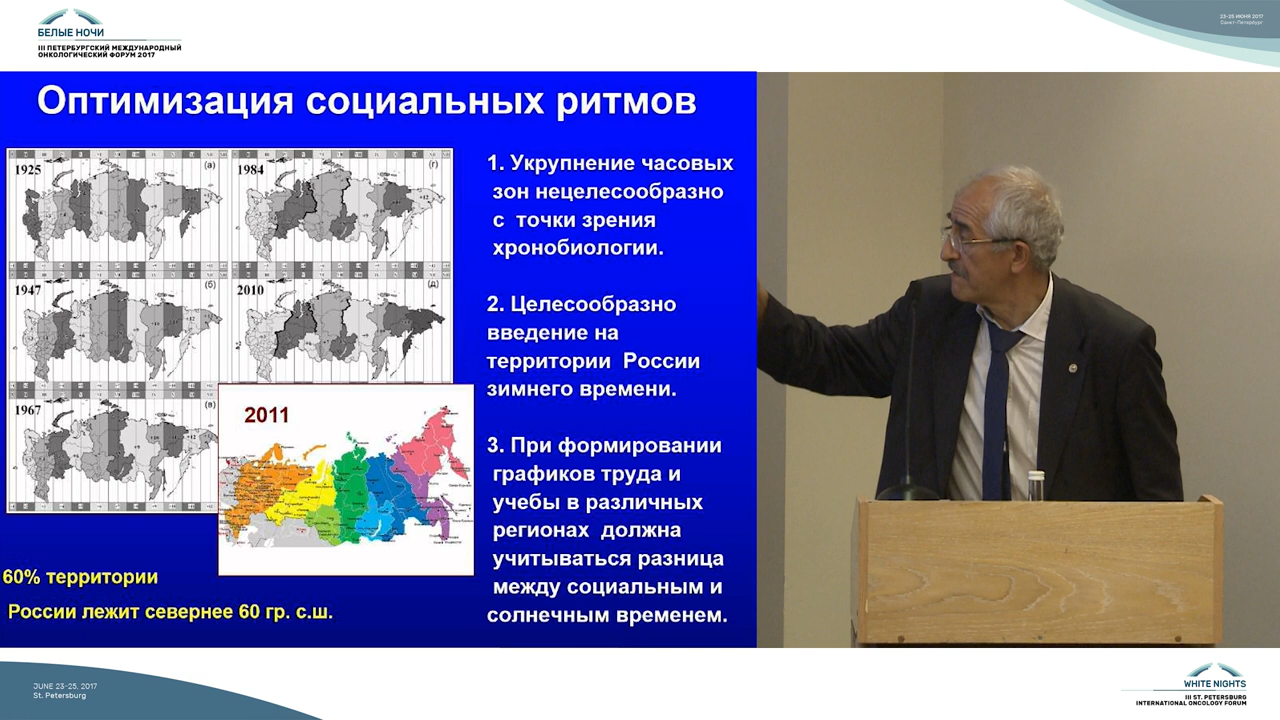 БЕЛЫЕ НОЧИ
III ПЕТЕРБУРГСКИЙ МЕЖДУНАРОДНЫЙ
ОНКОЛОГИЧЕСКИЙ ФОРУМ 2017
23-25 ИЮНЯ 2017
Санкт-Петербург
Оптимизация социальных ритмов
1925
(а)
1984
(г)
1947
(б)
2010
(д)
1967
(в)
2011
1. Укрупнение часовых
зон нецелесообразно
с точки зрения
хронобиологии.
2. Целесообразно
введение на
территории России
зимнего времени.
3. При формировании
графиков труда и
учебы в различных
регионах должна
учитываться разница
между социальным и
солнечным временем.
60% территории
России лежит севернее 60 гр. с.ш.
JUNE 23-25, 2017
St. Petersburg
WHITE NIGHTS
III ST. PETERSBURG
INTERNATIONAL ONCOLOGY FORUM